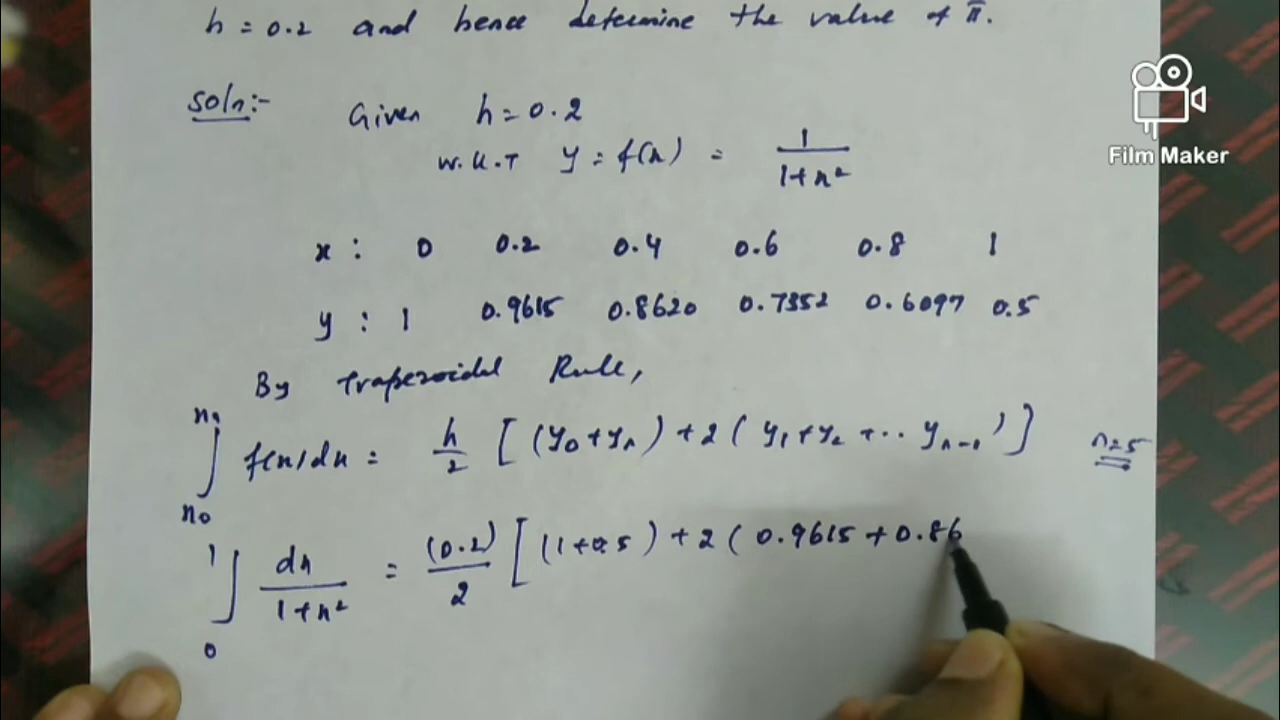 h = 0.2 and hence determine the value of π.
Soln:-
Given h = 0.2
Film Maker
W.K.T y = f(x) = 1/(1+x²)
x : 0 0.2 0.4 0.6 0.8 1
y : 1 0.9615 0.8620 0.7352 0.6097 0.5
By Trapezoidal Rule,
∫ₓ₀ˣⁿ f(x)dx = h/2 [(y₀+yₙ)+2(y₁+y₂+..yₙ₋₁)] n=5
∫₀¹ dx/(1+x²) = (0.2)/2 [(1+0.5)+2(0.9615+0.86